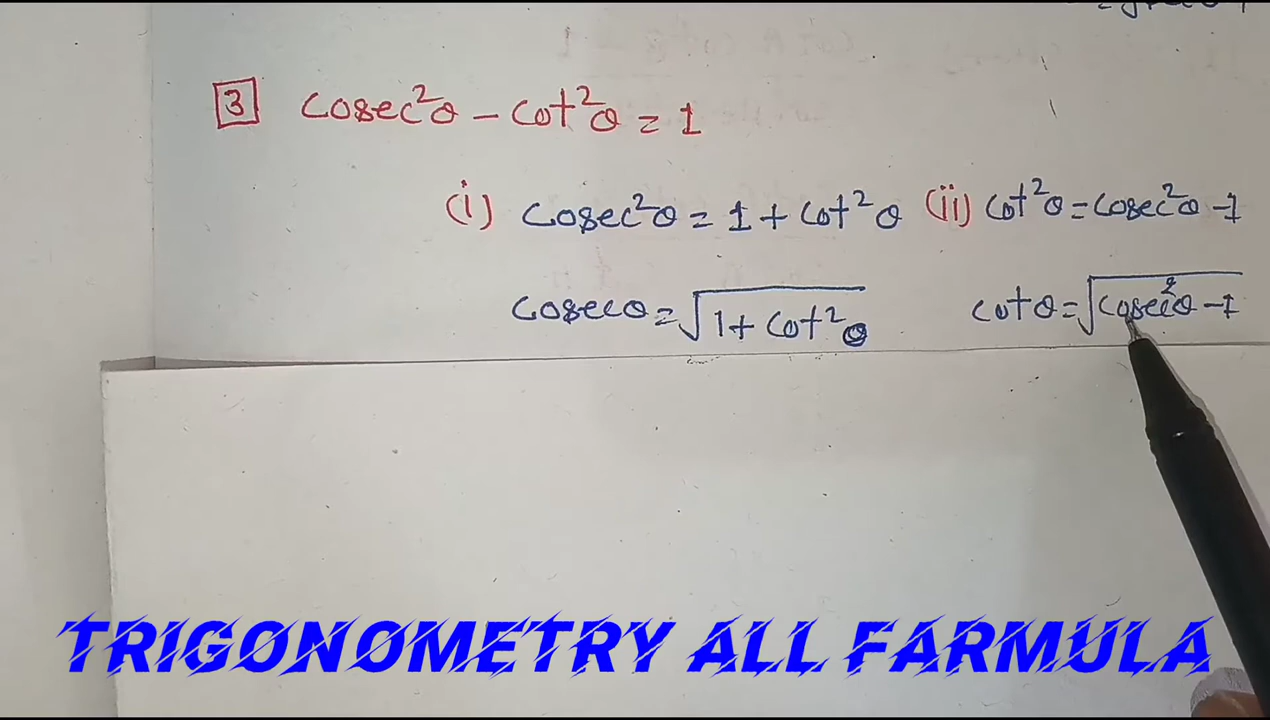 3 Cosec²θ - Cot²θ = 1
(i) Cosec²θ = 1 + Cot²θ (ii) Cot²θ = Cosec²θ - 1
Cosecθ = √1 + Cot²θ Cotθ = √Cosec²θ - 1
TRIGONOMETRY ALL FARMULA